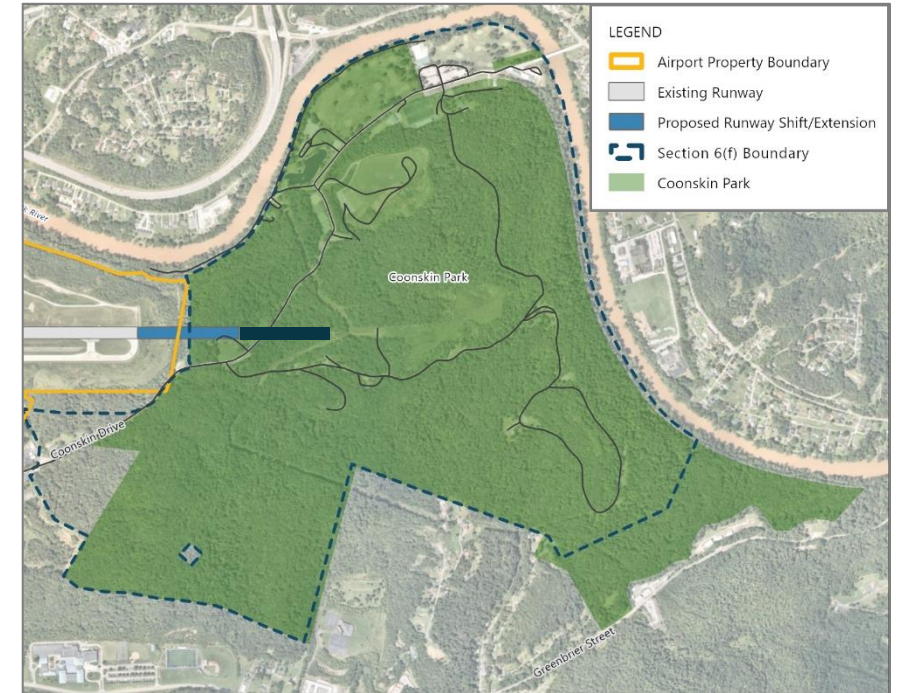 LEGEND
Airport Property Boundary
Existing Runway
Proposed Runway Shift/Extension
Section 6(f) Boundary
Coonskin Park
River
Coonskin Park
Coonskin Drive
Greenbrier Street